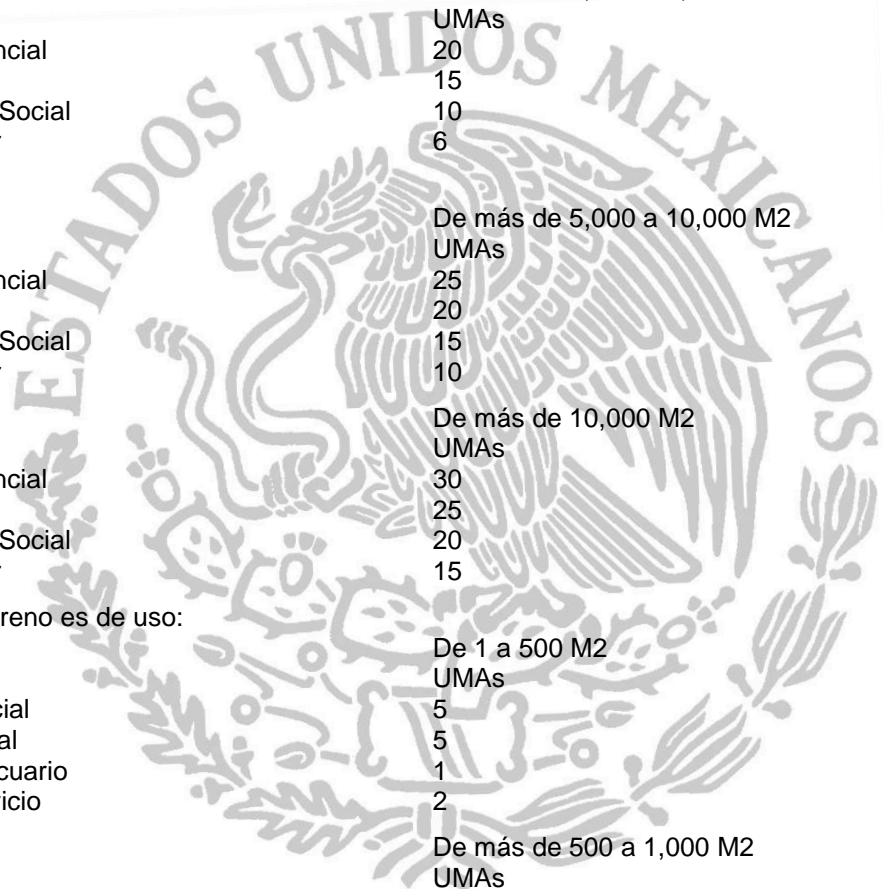 UMAs
ncial 20
15
Social 10
6
De más de 5,000 a 10,000 M2
UMAs
ncial 25
20
Social 15
10
De más de 10,000 M2
UMAs
ncial 30
25
Social 20
15
reno es de uso:
De 1 a 500 M2
UMAs
cial 5
al 5
cuario 1
icio 2
De más de 500 a 1,000 M2
UMAs
ESTADOS UNIDOS MEXICANOS